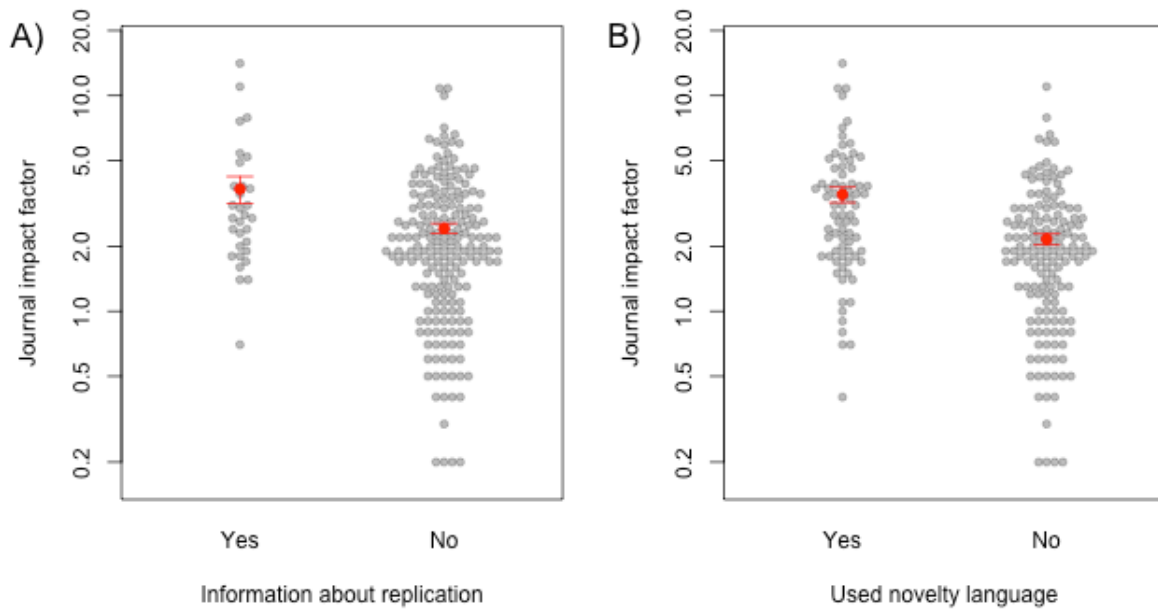 A)
Journal impact factor
20.0
10.0
5.0
2.0
1.0
0.5
0.2
Yes No
Information about replication
B)
Journal impact factor
20.0
10.0
5.0
2.0
1.0
0.5
0.2
Yes No
Used novelty language